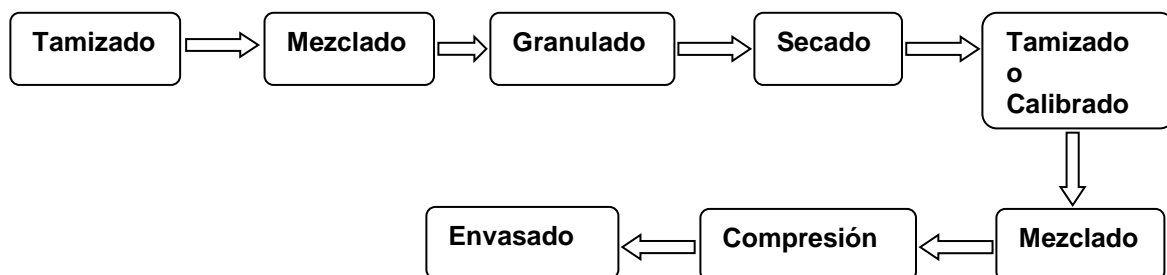 Tamizado
Mezclado
Granulado
Secado
Tamizado
o
Calibrado
Mezclado
Compresión
Envasado